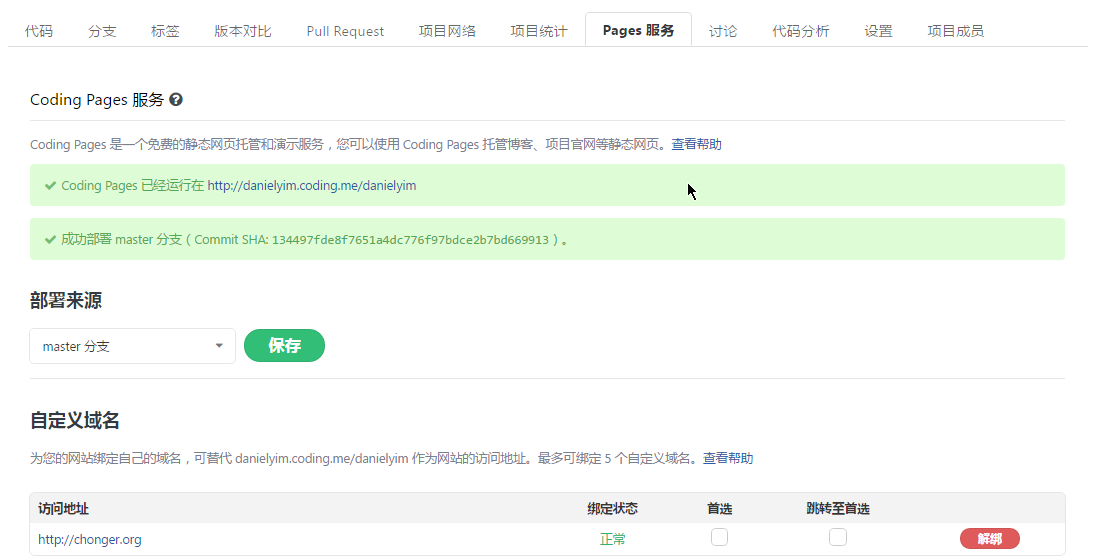 代码 分支 标签 版本对比 Pull Request 项目网络 项目统计 Pages 服务 讨论 代码分析 设置 项目成员
Coding Pages 服务
Coding Pages 是一个免费的静态网页托管和演示服务，您可以使用 Coding Pages 托管博客、项目官网等静态网页。查看帮助
Coding Pages 已经运行在 http://danielyim.coding.me/danielyim
成功部署 master 分支 ( Commit SHA: 134497fde8f7651a4dc776f97bdce2b7bd669913 ) 。
部署来源
master 分支 保存
自定义域名
为您的网站绑定自己的域名，可替代 danielyim.coding.me/danielyim 作为网站的访问地址。最多可绑定 5 个自定义域名。查看帮助
访问地址 绑定状态 首选 跳转至首选
http://chonger.org 正常 解绑